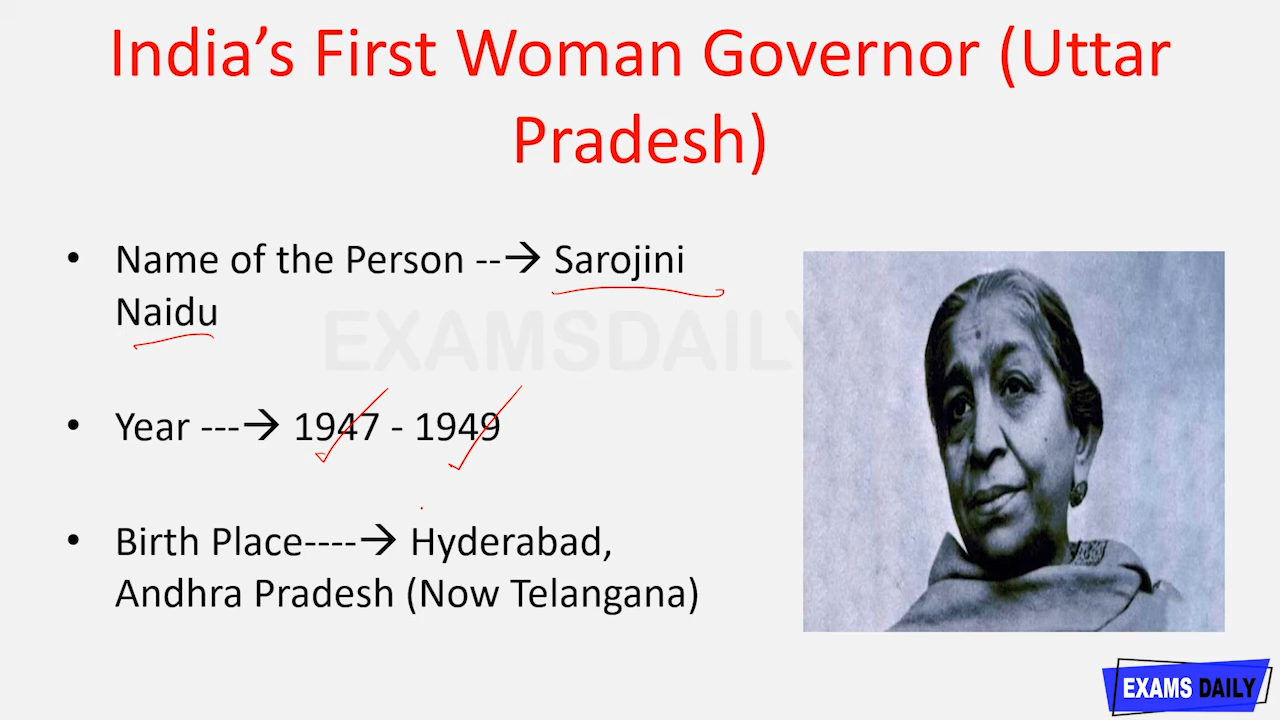 India’s First Woman Governor (Uttar
Pradesh)
• Name of the Person --→ Sarojini
Naidu
EXAMSDAILY
• Year ---→ 1947 - 1949
• Birth Place----→ Hyderabad,
Andhra Pradesh (Now Telangana)
EXAMS DAILY